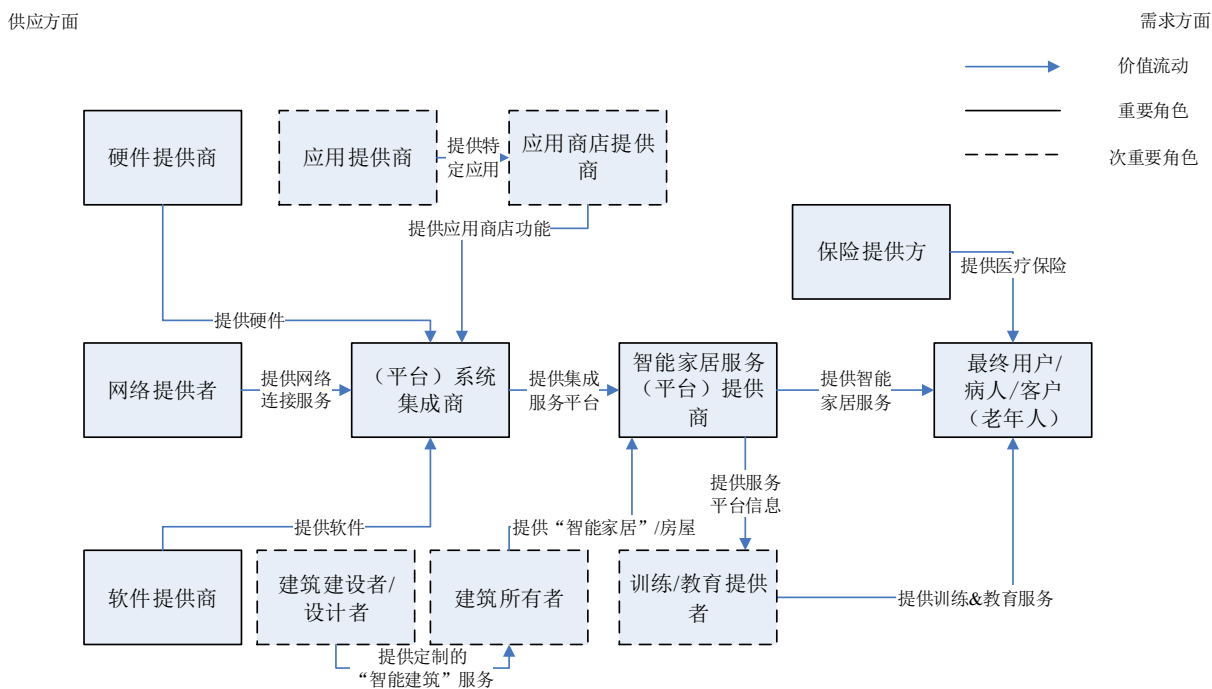 供应方面
需求方面
价值流动
重要角色
次重要角色
硬件提供商
应用提供商
提供特
定应用
应用商店提供
商
提供应用商店功能
保险提供方
提供医疗保险
提供硬件
网络提供者
提供网络
连接服务
（平台）系统
集成商
提供集成
服务平台
智能家居服务
（平台）提供
商
提供智能
家居服务
最终用户/
病人/客户
（老年人）
提供服务
平台信息
提供软件
提供“智能家居”/房屋
软件提供商
建筑建设者/
设计者
建筑所有者
训练/教育提供
者
提供训练&教育服务
提供定制的
“智能建筑”服务